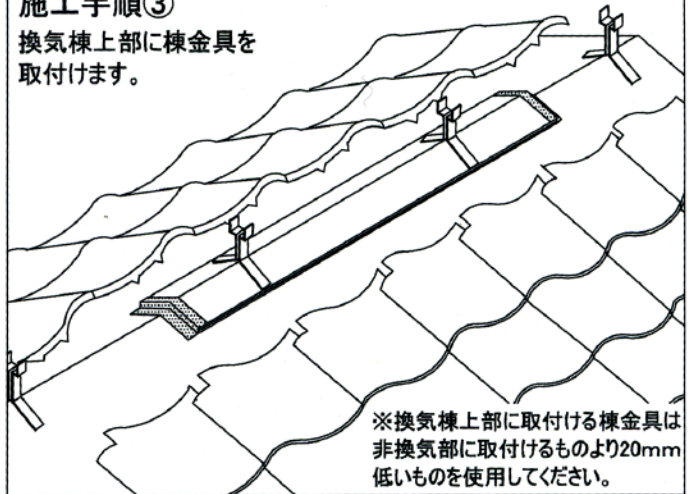 施工手順③
換気棟上部に棟金具を
取付けます。
※換気棟上部に取付ける棟金具は
非換気部に取付けるものより20mm
低いものを使用してください。